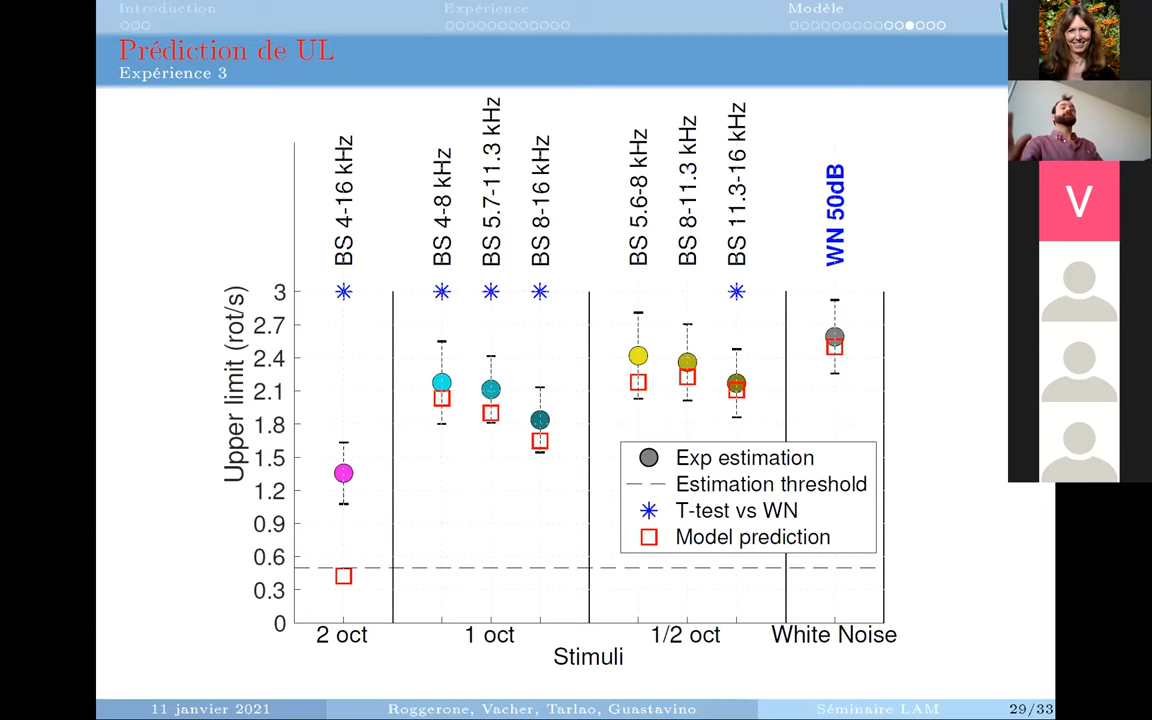 Introduction
Expérience
Modèle
Prédiction de UL
Expérience 3
BS 4-16 kHz
BS 4-8 kHz
BS 5.7-11.3 kHz
BS 8-16 kHz
BS 5.6-8 kHz
BS 8-11.3 kHz
BS 11.3-16 kHz
WN 50dB
V
Upper limit (rot/s)
3
2.7
2.4
2.1
1.8
1.5
1.2
0.9
0.6
0.3
0
Exp estimation
Estimation threshold
T-test vs WN
Model prediction
2 oct
1 oct
1/2 oct
White Noise
Stimuli
11 janvier 2021
Roggerone, Vacher, Tarlao, Guastavino
Séminaire LAM
29/33